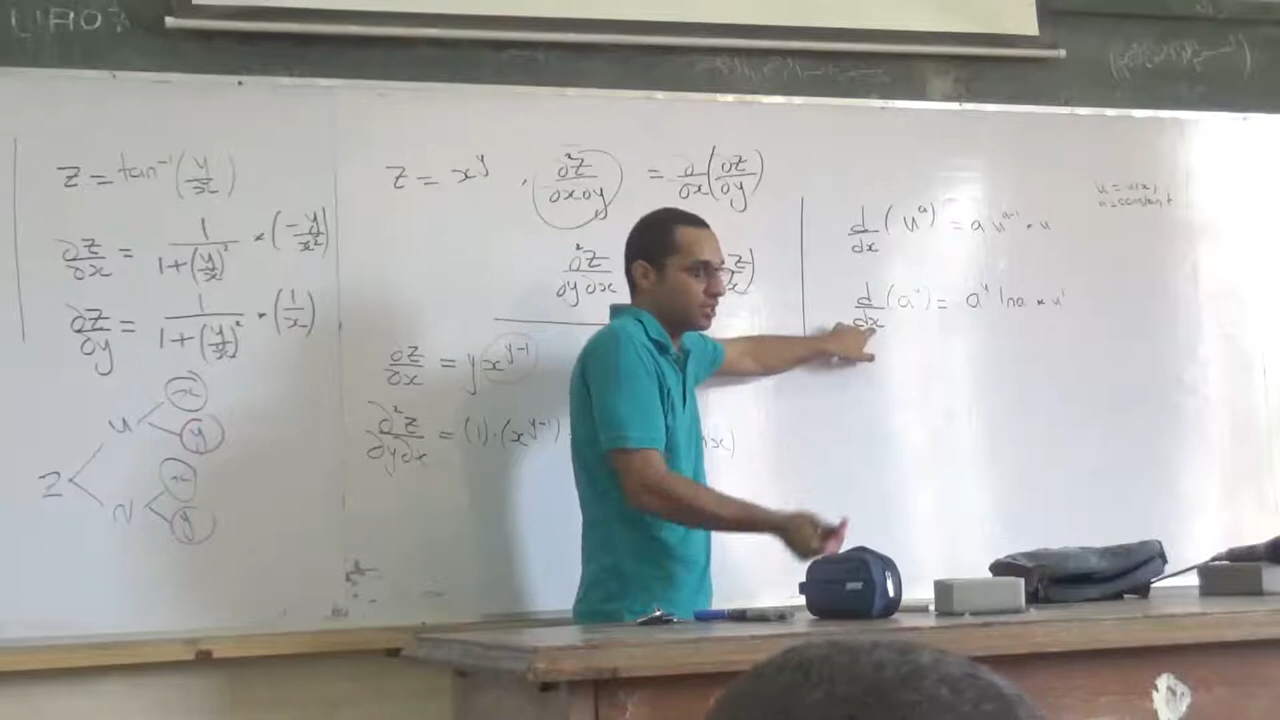 z = tan⁻¹(y/x)
∂z/∂x = 1/(1+(y/x)²) * (-y/x²)
∂z/∂y = 1/(1+(y/x)²) * (1/x)
x
u
y
z
x
v
y
z = x^y , ∂²z/∂x∂y = ∂/∂x(∂z/∂y)
∂²z/∂y∂x
∂z/∂x = y x^(y-1)
∂²z/∂y∂x = (1)·(x^(y-1)) ·
u = u(x)
a = constant
d/dx (u^a) = a u^(a-1) * u
d/dx (a^u) = a^u ln a * u'